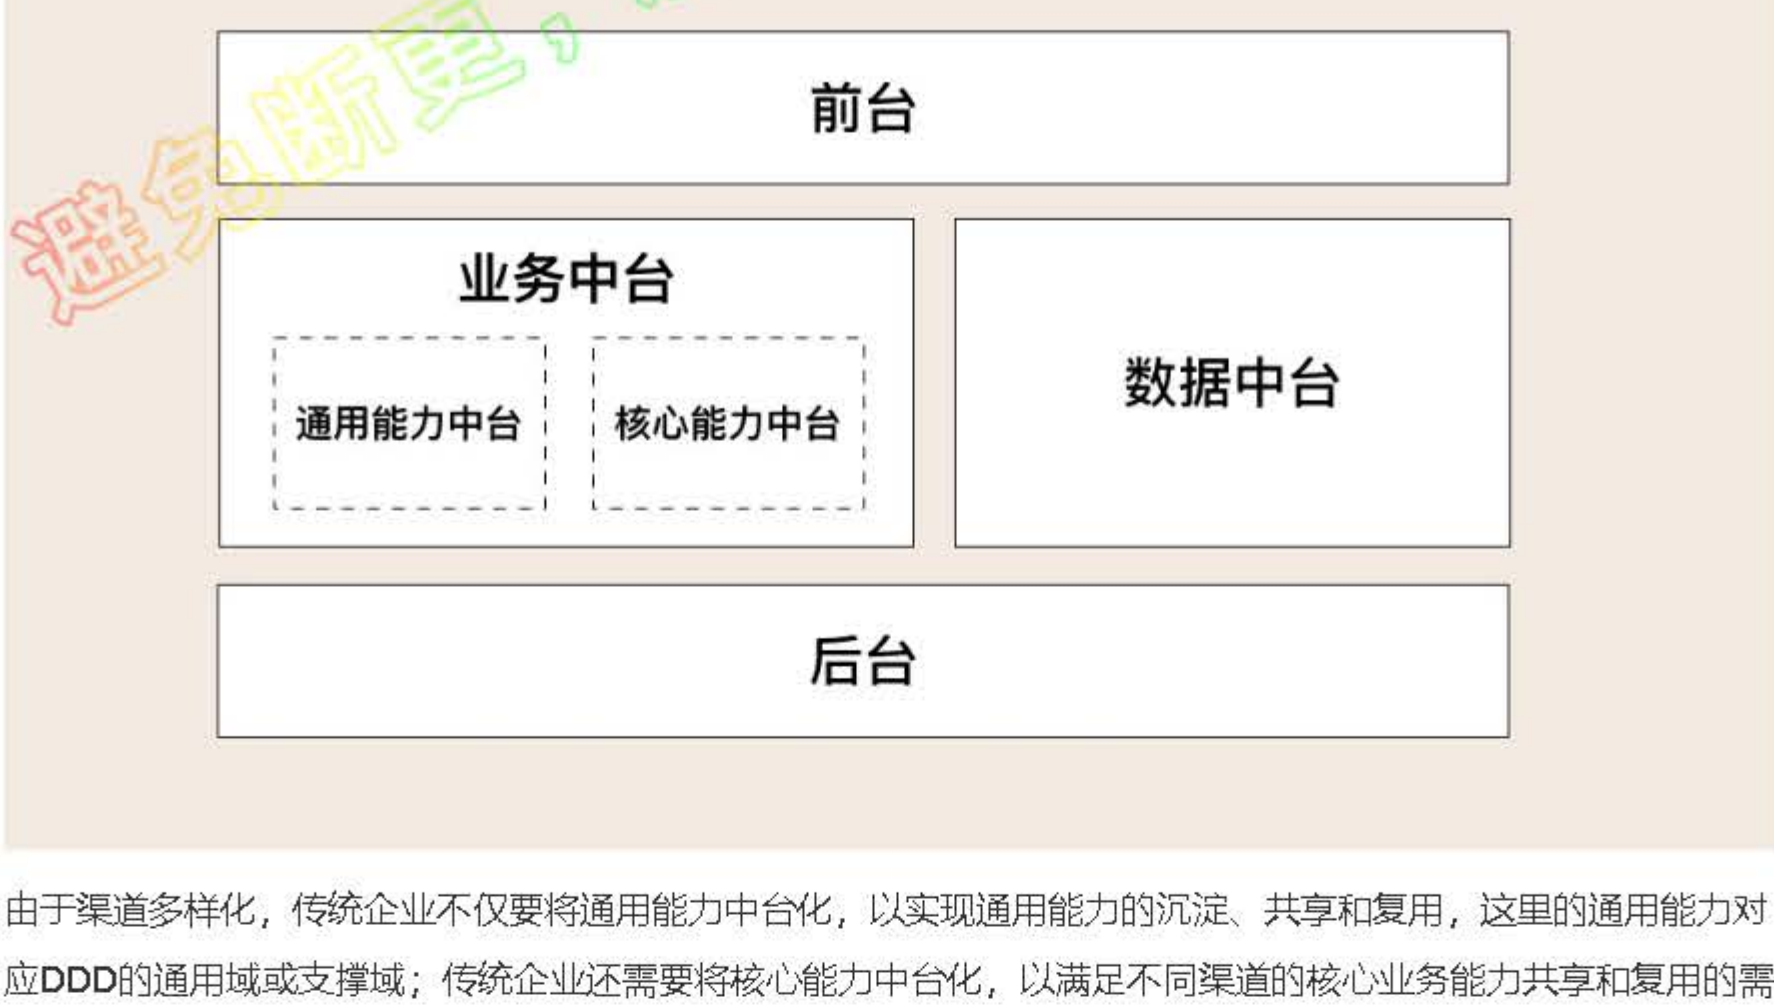 避免断更，
前台
业务中台
数据中台
通用能力中台 核心能力中台
后台
由于渠道多样化，传统企业不仅要将通用能力中台化，以实现通用能力的沉淀、共享和复用，这里的通用能力对
应DDD的通用域或支撑域；传统企业还需要将核心能力中台化，以满足不同渠道的核心业务能力共享和复用的需